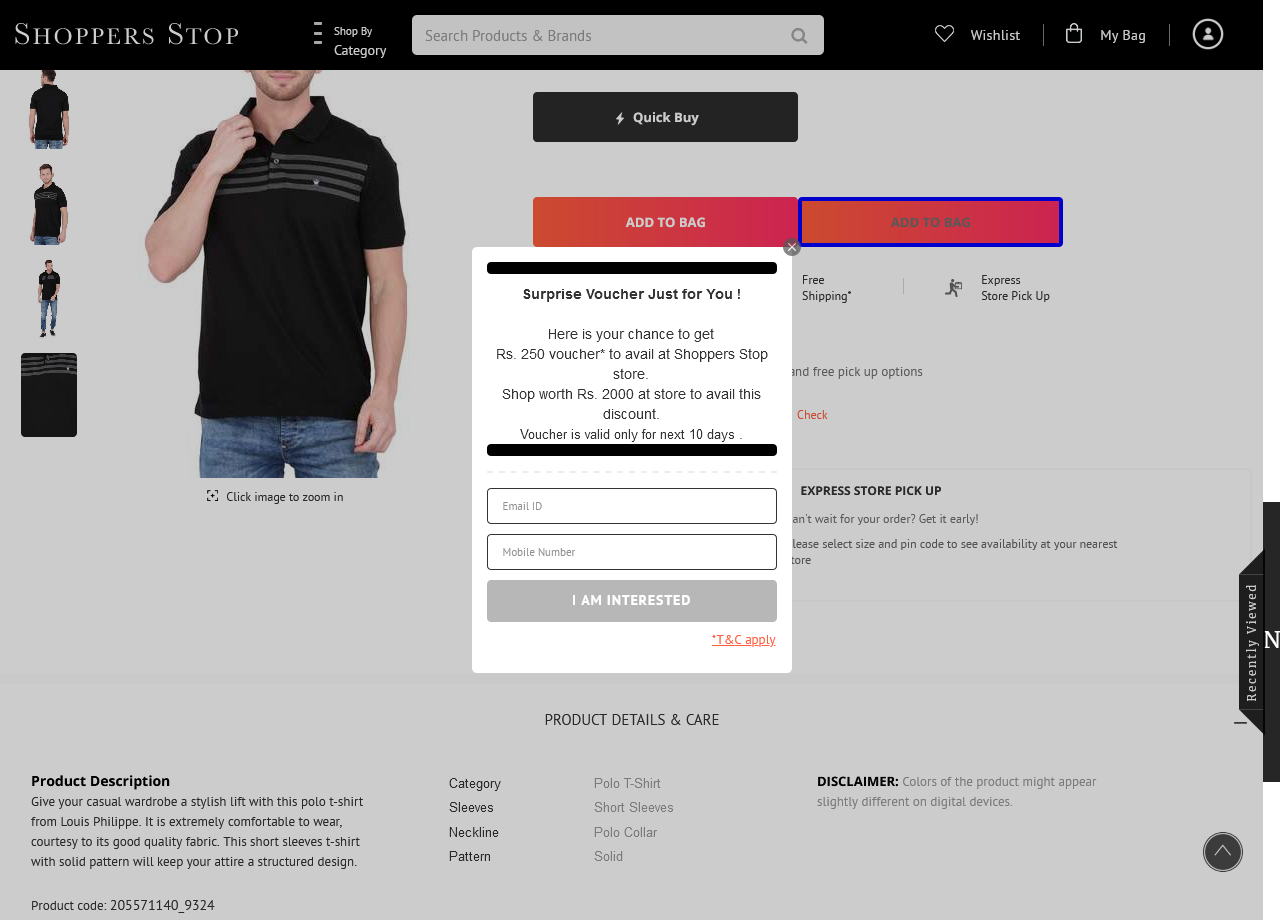 SHOPPERS STOP
Shop By
Category
Search Products & Brands
Wishlist
My Bag
Quick Buy
ADD TO BAG
ADD TO BAG
Free
Shipping*
Express
Store Pick Up
and free pick up options
Check
Surprise Voucher Just for You !
Here is your chance to get
Rs. 250 voucher* to avail at Shoppers Stop
store.
Shop worth Rs. 2000 at store to avail this
discount.
Voucher is valid only for next 10 days .
Email ID
Mobile Number
I AM INTERESTED
*T&C apply
Click image to zoom in
EXPRESS STORE PICK UP
an't wait for your order? Get it early!
lease select size and pin code to see availability at your nearest
tore
Recently Viewed
N
PRODUCT DETAILS & CARE
Product Description
Give your casual wardrobe a stylish lift with this polo t-shirt
from Louis Philippe. It is extremely comfortable to wear,
courtesy to its good quality fabric. This short sleeves t-shirt
with solid pattern will keep your attire a structured design.
Product code: 205571140_9324
Category Polo T-Shirt
Sleeves Short Sleeves
Neckline Polo Collar
Pattern Solid
DISCLAIMER: Colors of the product might appear
slightly different on digital devices.